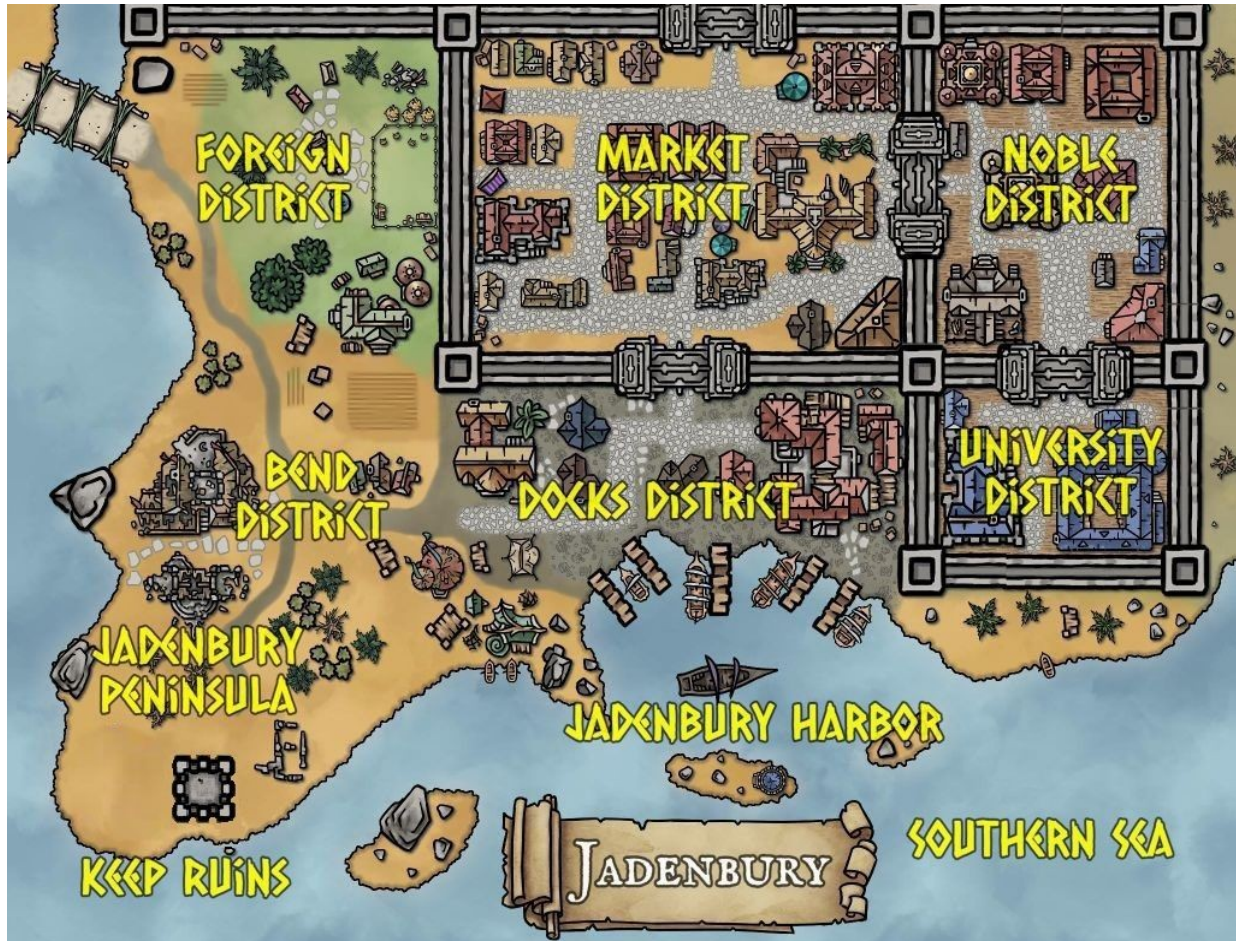 FOREIGN
DISTRICT
MARKET
DISTRICT
NOBLE
DISTRICT
BEND
DISTRICT
DOCKS DISTRICT
UNIVERSITY
DISTRICT
JADENBURY
PENINSULA
JADENBURY HARBOR
KEEP RUINS
JADENBURY
SOUTHERN SEA